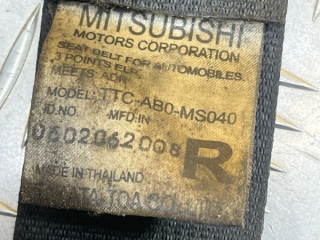 MITSUBISHI
MOTORS CORPORATION
SEAT BELT FOR AUTOMOBILES.
3 POINTS ELR.
MEETS: ADR
MODEL: TTC-AB0-MS040
ID.NO. -MFD.IN-
0602062008 R
MADE IN THAILAND